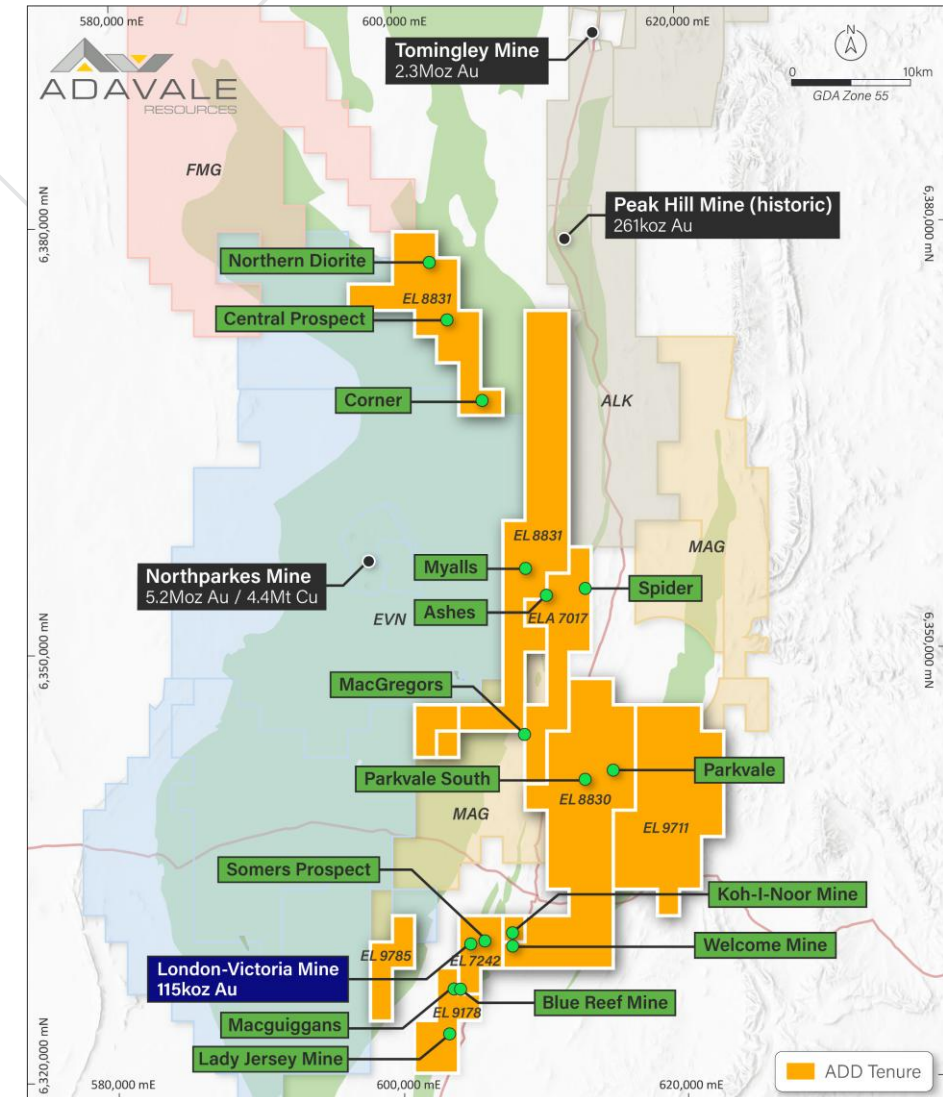 580,000 mE
600,000 mE
620,000 mE
ADAVALE
RESOURCES
Tomingley Mine
2.3Moz Au
N
0
10km
GDA Zone 55
FMG
Peak Hill Mine (historic)
261koz Au
6,380,000 mN
6,380,000 mN
Northern Diorite
EL 8831
Central Prospect
Corner
ALK
EL 8831
MAG
Myalls
Spider
Northparkes Mine
5.2Moz Au / 4.4Mt Cu
Ashes
ELA 7017
EVN
6,350,000 mN
6,350,000 mN
MacGregors
Parkvale South
Parkvale
EL 8830
MAG
EL 9711
Somers Prospect
Koh-I-Noor Mine
Welcome Mine
EL 9785
EL 7242
London-Victoria Mine
115koz Au
Blue Reef Mine
Macguiggans
EL 9178
Lady Jersey Mine
6,320,000 mN
ADD Tenure
580,000 mE
600,000 mE
620,000 mE